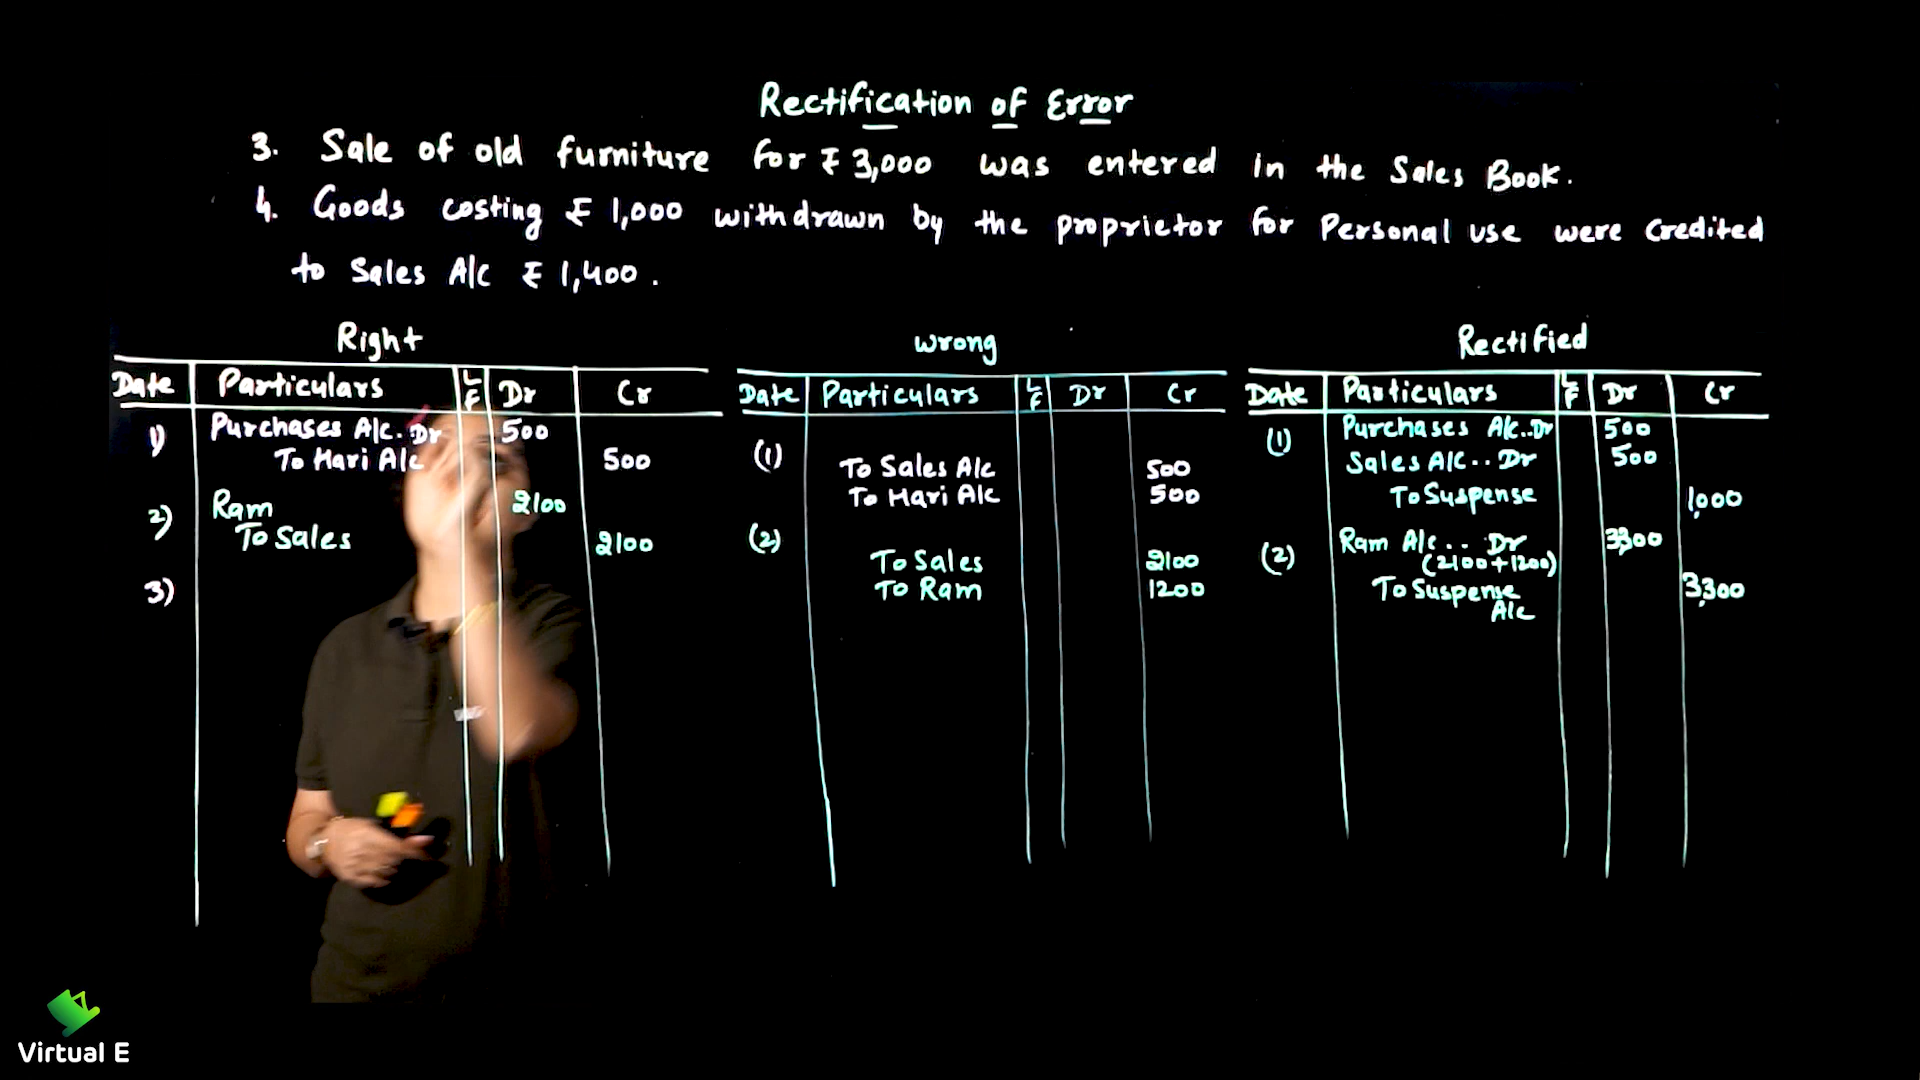 Rectification of Error
3. Sale of old furniture for ₹ 3,000 was entered in the Sales Book.
4. Goods costing ₹ 1,000 withdrawn by the proprietor for Personal use were credited
to Sales A/c ₹ 1,400.
Right
Date Particulars LF Dr Cr
1) Purchases A/c. Dr 500
To Hari A/c 500
2) Ram 2100
To Sales 2100
3)
Wrong
Date Particulars LF Dr Cr
(1) To Sales A/c 500
To Hari A/c 500
(2) To Sales 2100
To Ram 1200
Rectified
Date Particulars LF Dr Cr
(1) Purchases A/c..Dr 500
Sales A/c.. Dr 500
To Suspense 1,000
(2) Ram A/c.. Dr 3,300
(2100+1200)
To Suspense 3,300
A/c
Virtual E